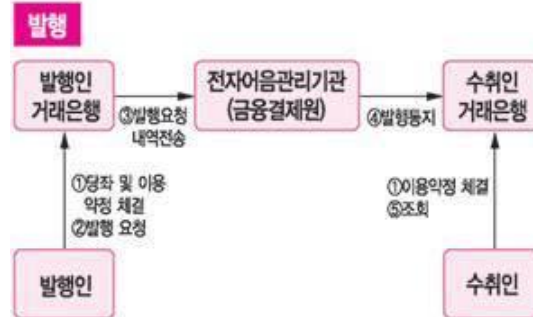 발행
발행인
거래은행
③발행요청
내역전송
전자어음관리기관
(금융결제원)
④발행통지
수취인
거래은행
①당좌 및 이용
약정 체결
②발행 요청
①이용약정 체결
⑤조회
발행인
수취인